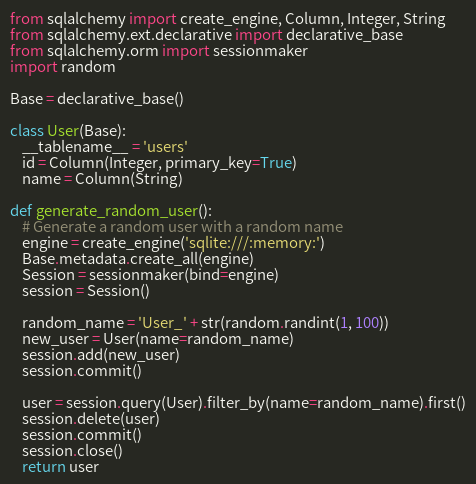 from sqlalchemy import create_engine, Column, Integer, String
from sqlalchemy.ext.declarative import declarative_base
from sqlalchemy.orm import sessionmaker
import random

Base = declarative_base()

class User(Base):
    __tablename__ = 'users'
    id = Column(Integer, primary_key=True)
    name = Column(String)

def generate_random_user():
    # Generate a random user with a random name
    engine = create_engine('sqlite:///:memory:')
    Base.metadata.create_all(engine)
    Session = sessionmaker(bind=engine)
    session = Session()

    random_name = 'User_' + str(random.randint(1, 100))
    new_user = User(name=random_name)
    session.add(new_user)
    session.commit()

    user = session.query(User).filter_by(name=random_name).first()
    session.delete(user)
    session.commit()
    session.close()
    return user